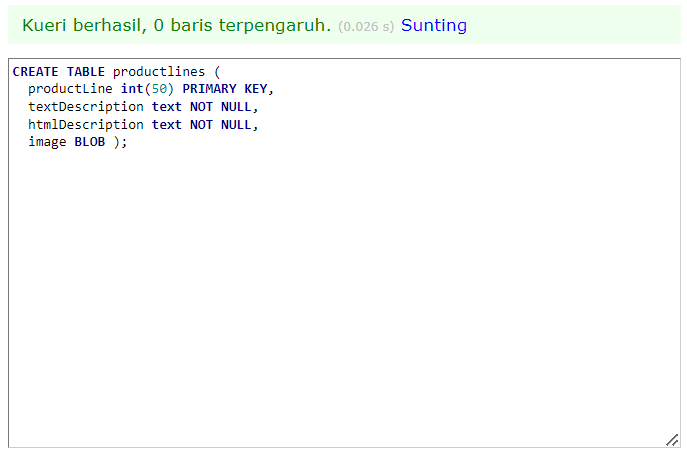 Kueri berhasil, 0 baris terpengaruh. (0.026 s) Sunting
CREATE TABLE productlines (
  productLine int(50) PRIMARY KEY,
  textDescription text NOT NULL,
  htmlDescription text NOT NULL,
  image BLOB );